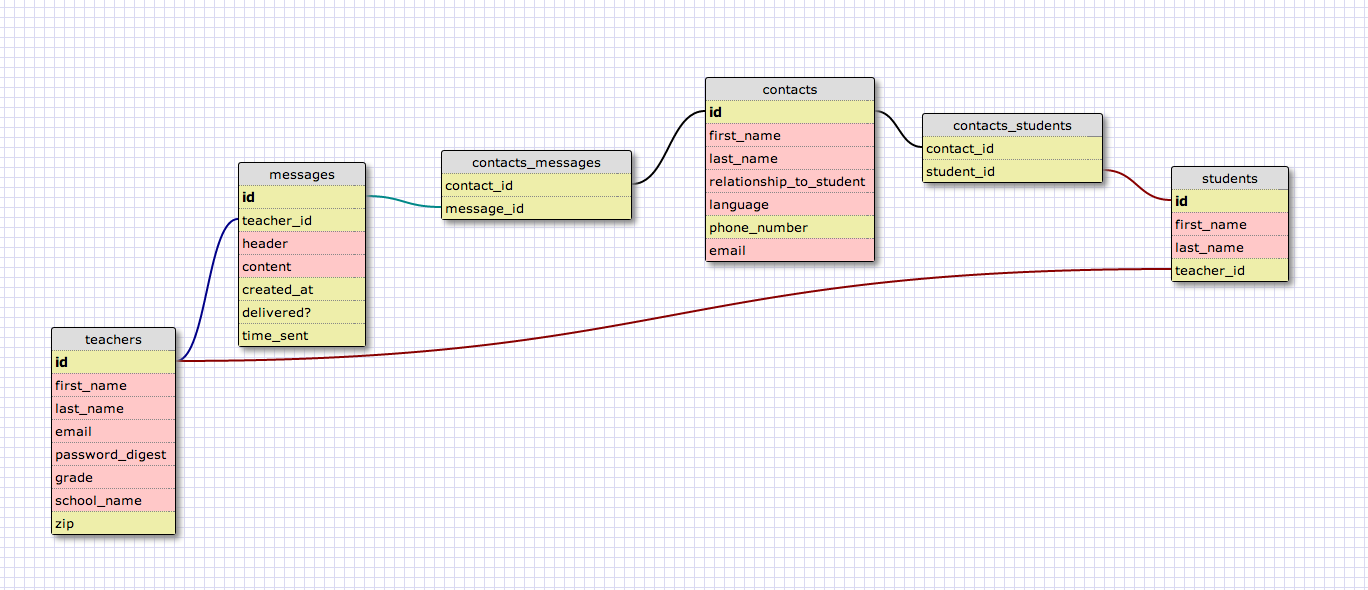 teachers
id
first_name
last_name
email
password_digest
grade
school_name
zip
messages
id
teacher_id
header
content
created_at
delivered?
time_sent
contacts_messages
contact_id
message_id
contacts
id
first_name
last_name
relationship_to_student
language
phone_number
email
contacts_students
contact_id
student_id
students
id
first_name
last_name
teacher_id